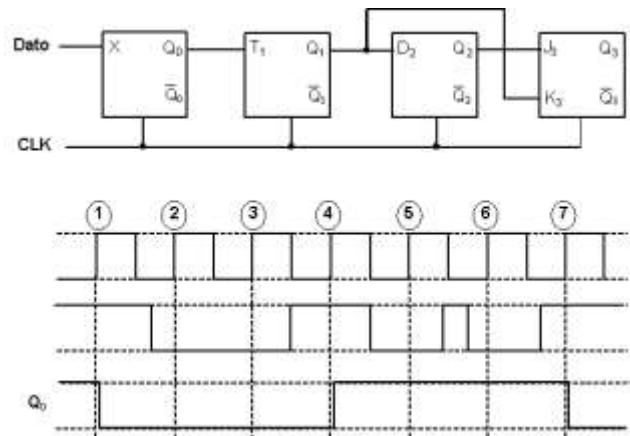 Dato
X Q₀ T₁ Q₁ D₂ Q₂ J₃ Q₃
Q̅₀ Q̅₁ Q̅₂ K₃ Q̅₃
CLK
1 2 3 4 5 6 7
Q₀